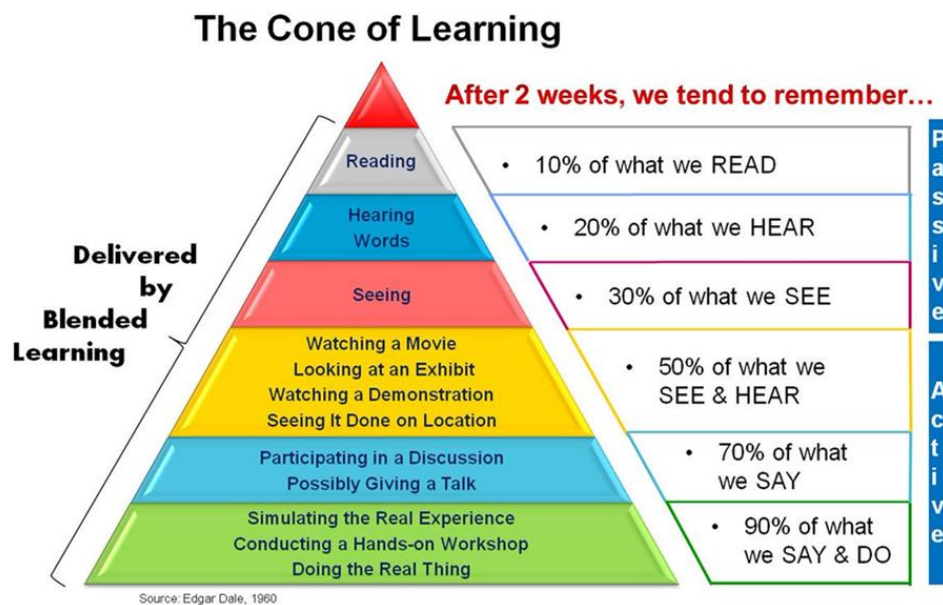 The Cone of Learning
After 2 weeks, we tend to remember...
Delivered
by
Blended
Learning
Reading
Hearing
Words
Seeing
Watching a Movie
Looking at an Exhibit
Watching a Demonstration
Seeing It Done on Location
Participating in a Discussion
Possibly Giving a Talk
Simulating the Real Experience
Conducting a Hands-on Workshop
Doing the Real Thing
• 10% of what we READ
• 20% of what we HEAR
• 30% of what we SEE
• 50% of what we
SEE & HEAR
• 70% of what
we SAY
• 90% of what
we SAY & DO
Passive
Active
Source: Edgar Dale, 1960